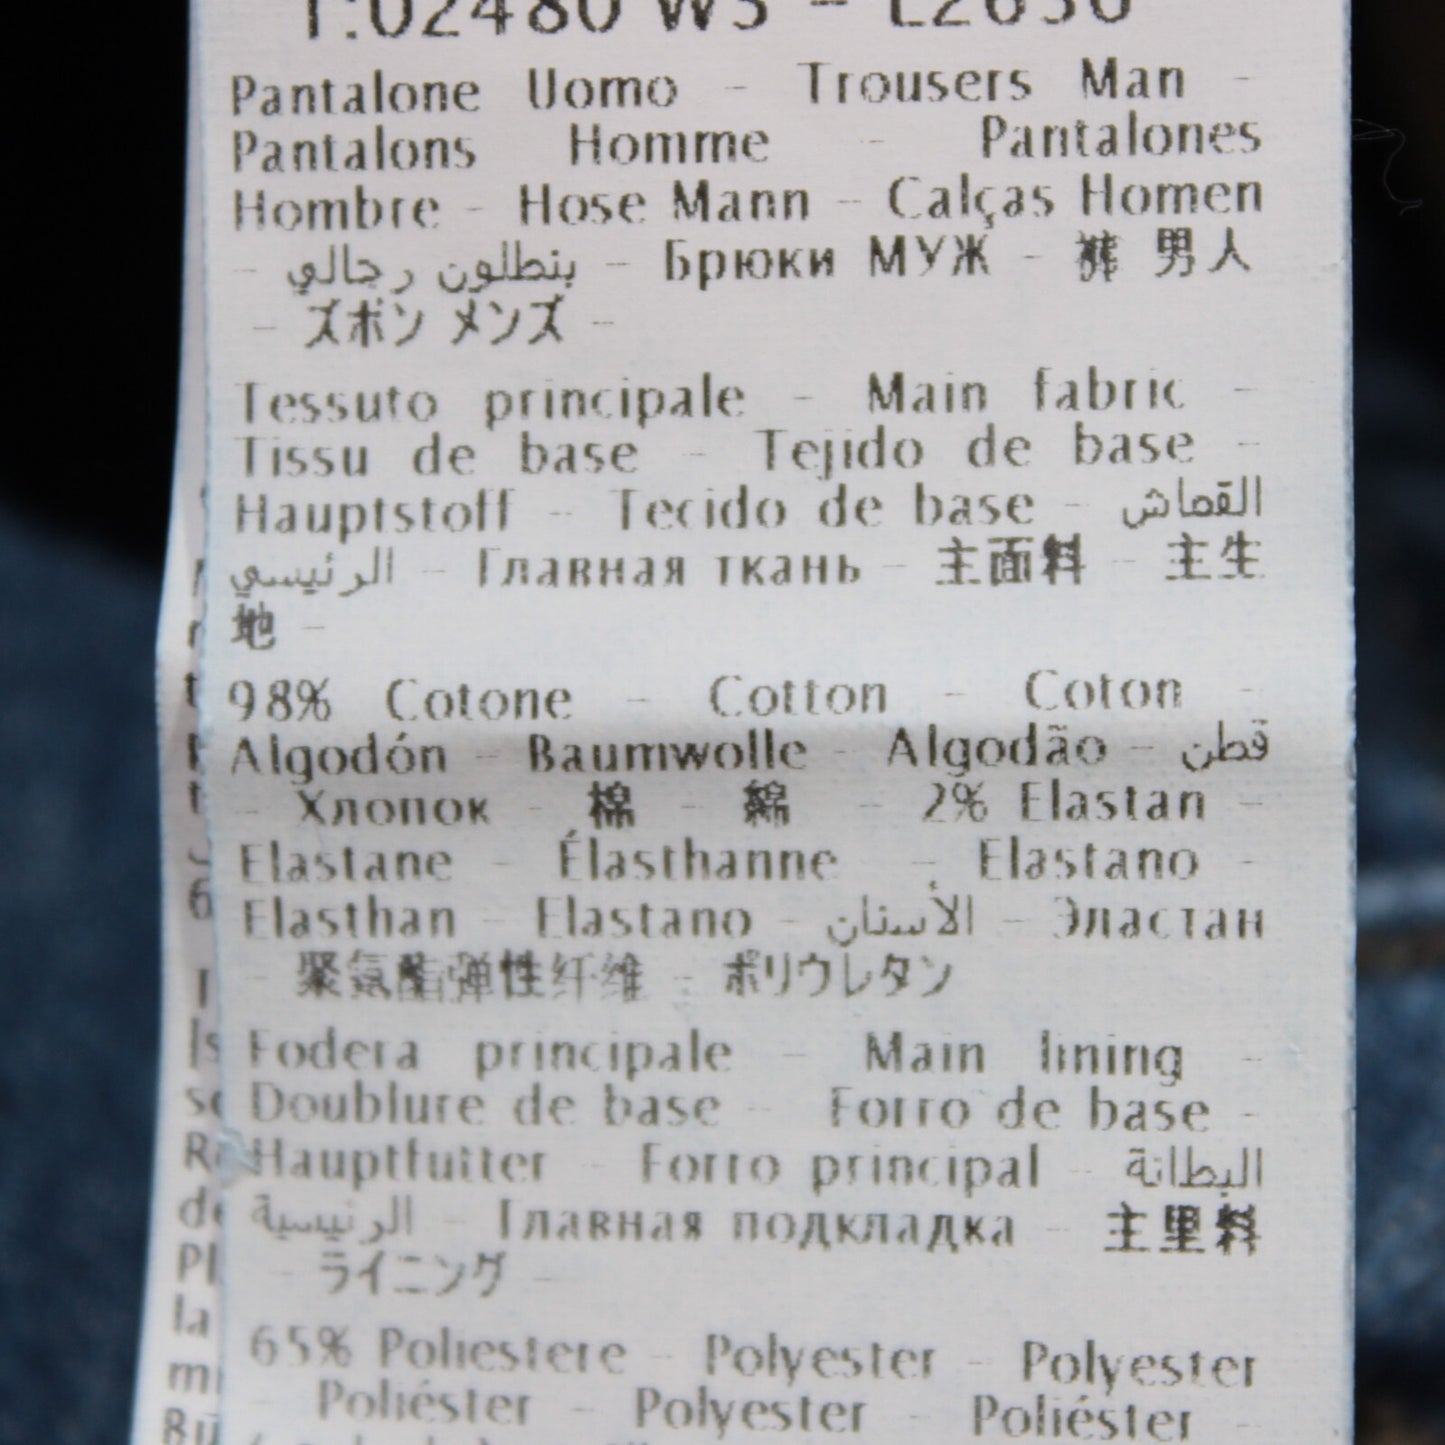 Pantalone Uomo - Trousers Man -
Pantalons Homme - Pantalones
Hombre - Hose Mann - Calças Homen
- بنطلون رجالي - Брюки МУЖ - 裤 男人
- ズボン メンズ -
Tessuto principale - Main fabric -
Tissu de base - Tejido de base -
Hauptstoff - Tecido de base - القماش
الرئيسي - Главная ткань - 主面料 - 主生
地 -
98% Cotone - Cotton - Coton -
Algodón - Baumwolle - Algodão - قطن
- Хлопок - 棉 - 綿 - 2% Elastan -
Elastane - Élasthanne - Elastano -
Elasthan - Elastano - الأستان - Эластан
- 聚氨酯弹性纤维 - ポリウレタン
Fodera principale - Main lining -
Doublure de base - Forro de base -
Hauptfutter - Forro principal - البطانة
الرئيسية - Главная подкладка - 主里料
- ライニング -
65% Poliestere - Polyester - Polyester
- Poliéster - Polyester - Poliéster -